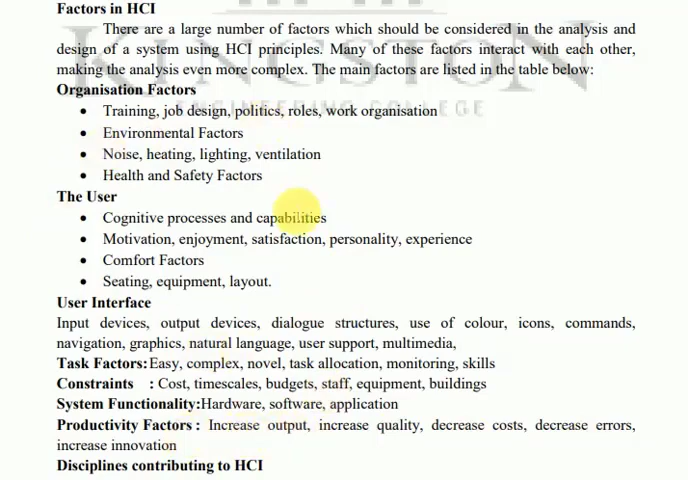 Factors in HCI
There are a large number of factors which should be considered in the analysis and
design of a system using HCI principles. Many of these factors interact with each other,
making the analysis even more complex. The main factors are listed in the table below:
Organisation Factors
• Training, job design, politics, roles, work organisation
• Environmental Factors
• Noise, heating, lighting, ventilation
• Health and Safety Factors
The User
• Cognitive processes and capabilities
• Motivation, enjoyment, satisfaction, personality, experience
• Comfort Factors
• Seating, equipment, layout.
User Interface
Input devices, output devices, dialogue structures, use of colour, icons, commands,
navigation, graphics, natural language, user support, multimedia,
Task Factors:Easy, complex, novel, task allocation, monitoring, skills
Constraints : Cost, timescales, budgets, staff, equipment, buildings
System Functionality:Hardware, software, application
Productivity Factors : Increase output, increase quality, decrease costs, decrease errors,
increase innovation
Disciplines contributing to HCI
KINGSTON
ENGINEERING COLLEGE